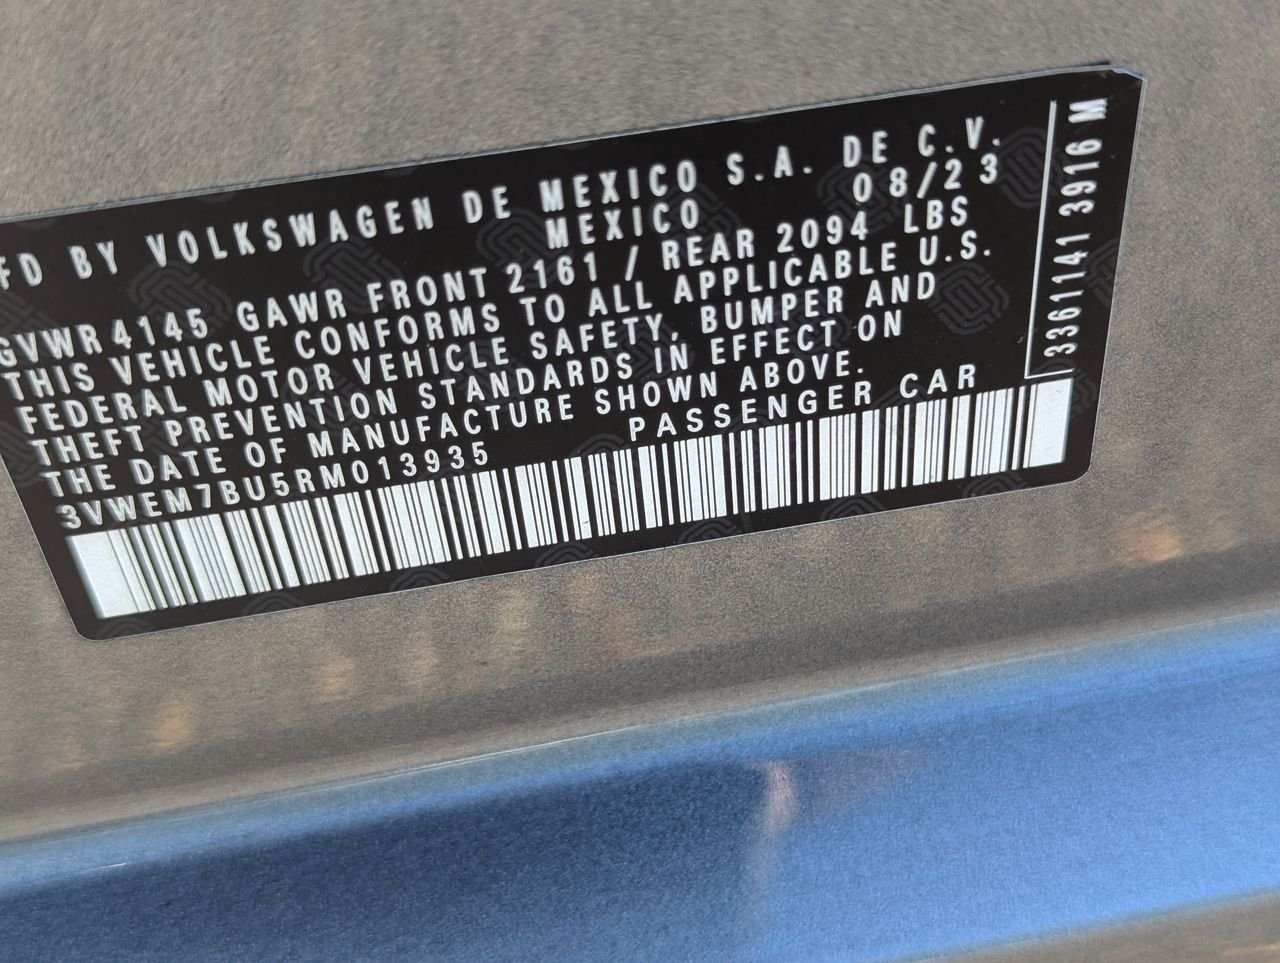 FD BY VOLKSWAGEN DE MEXICO S.A. DE C.V.
MEXICO 08/23
GVWR 4145 GAWR FRONT 2161 / REAR 2094 LBS
THIS VEHICLE CONFORMS TO ALL APPLICABLE U.S.
FEDERAL MOTOR VEHICLE SAFETY, BUMPER AND
THEFT PREVENTION STANDARDS IN EFFECT ON
THE DATE OF MANUFACTURE SHOWN ABOVE.
3VWEM7BU5RM013935 PASSENGER CAR
3361141 3916 M